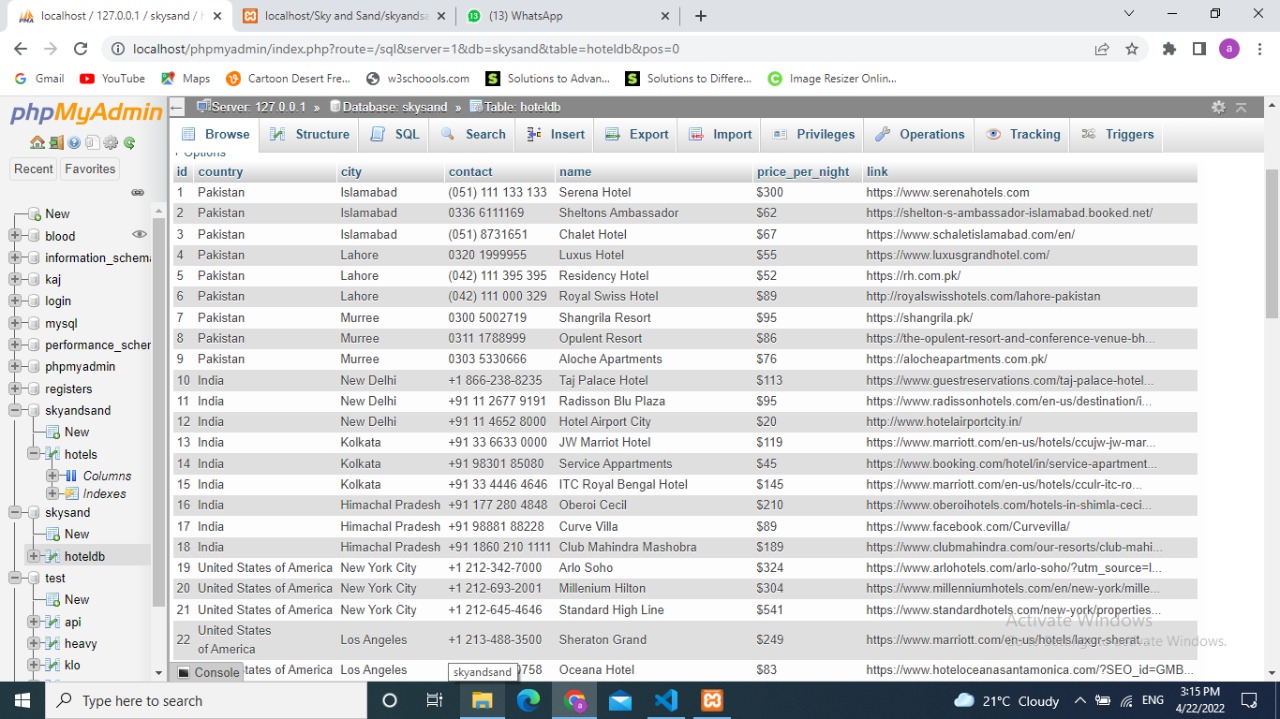 localhost / 127.0.0.1 / skysand / h
localhost/Sky and Sand/skyandsa
(13) WhatsApp
localhost/phpmyadmin/index.php?route=/sql&server=1&db=skysand&table=hoteldb&pos=0
a
Gmail YouTube Maps Cartoon Desert Fre... w3schoools.com Solutions to Advan... Solutions to Differe... Image Resizer Onlin...
phpMyAdmin
Server: 127.0.0.1 » Database: skysand » Table: hoteldb
Browse Structure SQL Search Insert Export Import Privileges Operations Tracking Triggers
Recent Favorites
New
blood
information_schema
kaj
login
mysql
performance_scher
phpmyadmin
registers
skyandsand
New
hotels
Columns
Indexes
skysand
New
hoteldb
test
New
api
heavy
klo
Options
id country city contact name price_per_night link
1 Pakistan Islamabad (051) 111 133 133 Serena Hotel $300 https://www.serenahotels.com
2 Pakistan Islamabad 0336 6111169 Sheltons Ambassador $62 https://shelton-s-ambassador-islamabad.booked.net/
3 Pakistan Islamabad (051) 8731651 Chalet Hotel $67 https://www.schaletislamabad.com/en/
4 Pakistan Lahore 0320 1999955 Luxus Hotel $55 https://www.luxusgrandhotel.com/
5 Pakistan Lahore (042) 111 395 395 Residency Hotel $52 https://rh.com.pk/
6 Pakistan Lahore (042) 111 000 329 Royal Swiss Hotel $89 http://royalswisshotels.com/lahore-pakistan
7 Pakistan Murree 0300 5002719 Shangrila Resort $95 https://shangrila.pk/
8 Pakistan Murree 0311 1788999 Opulent Resort $86 https://the-opulent-resort-and-conference-venue-bh...
9 Pakistan Murree 0303 5330666 Aloche Apartments $76 https://alocheapartments.com.pk/
10 India New Delhi +1 866-238-8235 Taj Palace Hotel $113 https://www.guestreservations.com/taj-palace-hotel...
11 India New Delhi +91 11 2677 9191 Radisson Blu Plaza $95 https://www.radissonhotels.com/en-us/destination/i...
12 India New Delhi +91 11 4652 8000 Hotel Airport City $20 http://www.hotelairportcity.in/
13 India Kolkata +91 33 6633 0000 JW Marriot Hotel $119 https://www.marriott.com/en-us/hotels/ccujw-jw-mar...
14 India Kolkata +91 98301 85080 Service Appartments $45 https://www.booking.com/hotel/in/service-apartment...
15 India Kolkata +91 33 4446 4646 ITC Royal Bengal Hotel $145 https://www.marriott.com/en-us/hotels/cculr-itc-ro...
16 India Himachal Pradesh +91 177 280 4848 Oberoi Cecil $210 https://www.oberoihotels.com/hotels-in-shimla-ceci...
17 India Himachal Pradesh +91 98881 88228 Curve Villa $89 https://www.facebook.com/Curvevilla/
18 India Himachal Pradesh +91 1860 210 1111 Club Mahindra Mashobra $189 https://www.clubmahindra.com/our-resorts/club-mahi...
19 United States of America New York City +1 212-342-7000 Arlo Soho $324 https://www.arlohotels.com/arlo-soho/?utm_source=l...
20 United States of America New York City +1 212-693-2001 Millenium Hilton $304 https://www.millenniumhotels.com/en/new-york/mille...
21 United States of America New York City +1 212-645-4646 Standard High Line $541 https://www.standardhotels.com/new-york/properties...
22 United States of America Los Angeles +1 213-488-3500 Sheraton Grand $249 https://www.marriott.com/en-us/hotels/laxgr-sherat...
tates of America Los Angeles 0758 Oceana Hotel $83 https://www.hoteloceanasantamonica.com/?SEO_id=GMB...
Console
skyandsand
Activate Windows
Go to Settings to activate Windows.
Type here to search
21°C Cloudy ENG 3:15 PM
4/22/2022